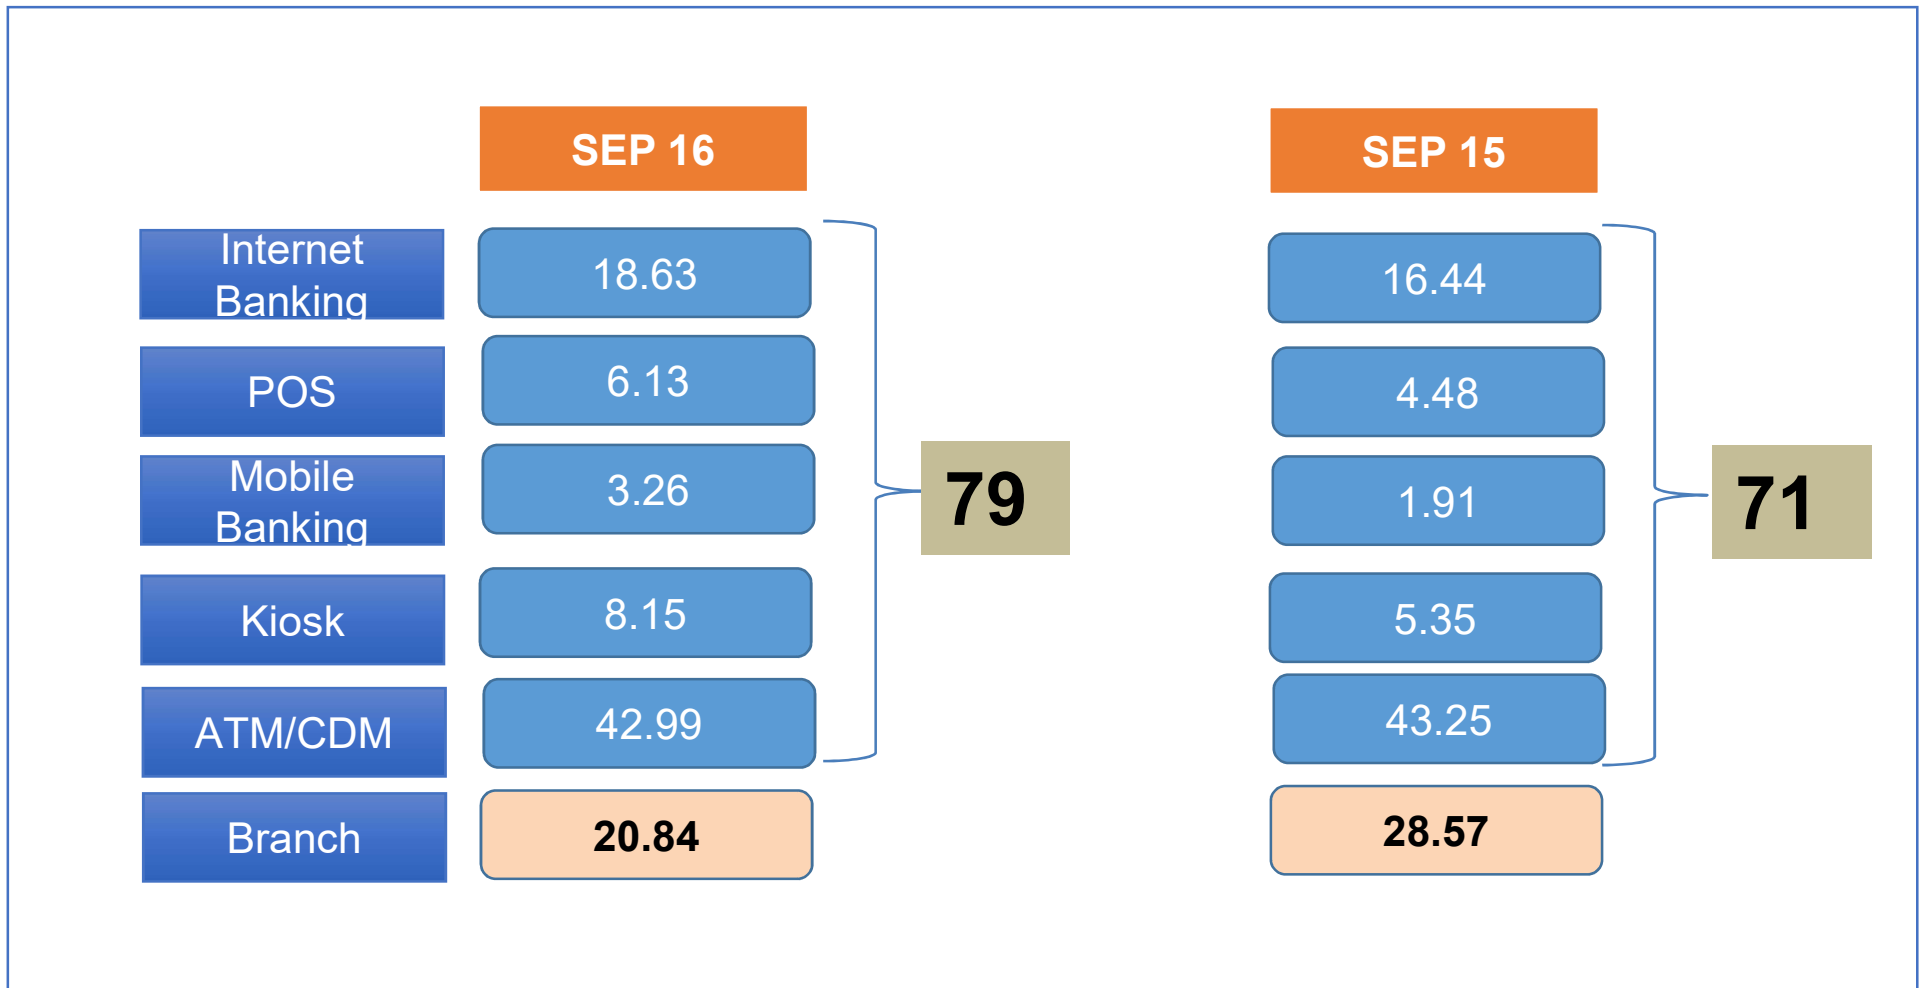 SEP 16
SEP 15
Internet
Banking
18.63
16.44
POS
6.13
4.48
Mobile
Banking
3.26
1.91
79
71
Kiosk
8.15
5.35
ATM/CDM
42.99
43.25
Branch
20.84
28.57